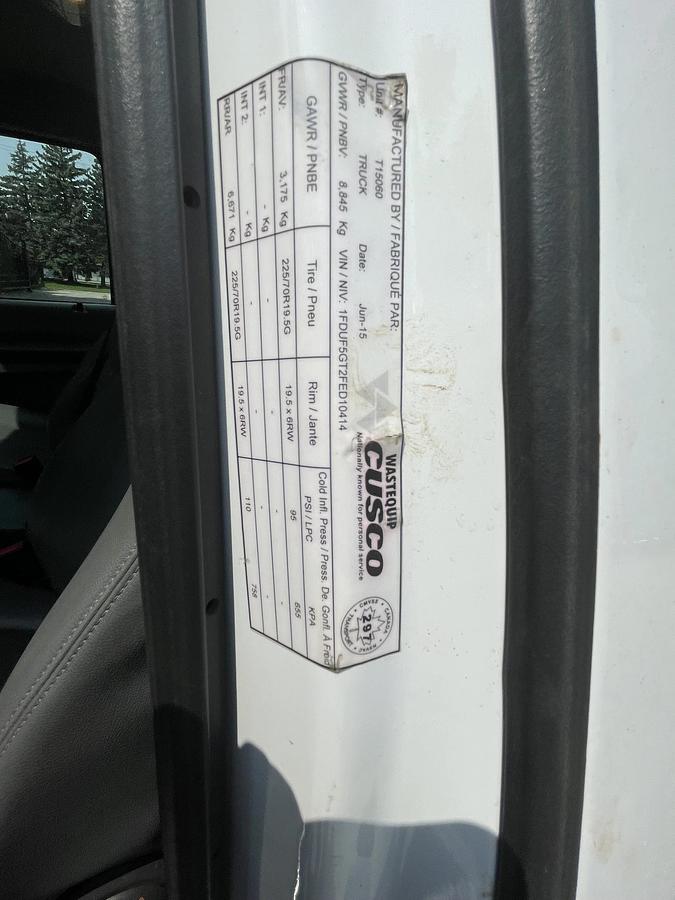 MANUFACTURED BY / FABRIQUÉ PAR:
WASTEQUIP
CUSCO
Nationally known for personal service
Unit #: T15060
Type: TRUCK Date: Jun-15
GVWR / PNBV: 8,845 Kg VIN / NIV: 1FDUF5GT2FED10414
CANADA
297
TRANSPORT
GAWR / PNBE Tire / Pneu Rim / Jante Cold Infl. Press / Press. De. Gonfl. À Froid
PSI / LPC KPA
FR/AV: 3,175 Kg 225/70R19.5G 19.5 x 6RW 95 655
INT 1: - Kg - - - -
INT 2: - Kg - - - -
RR/AR 6,671 Kg 225/70R19.5G 19.5 x 6RW 110 758